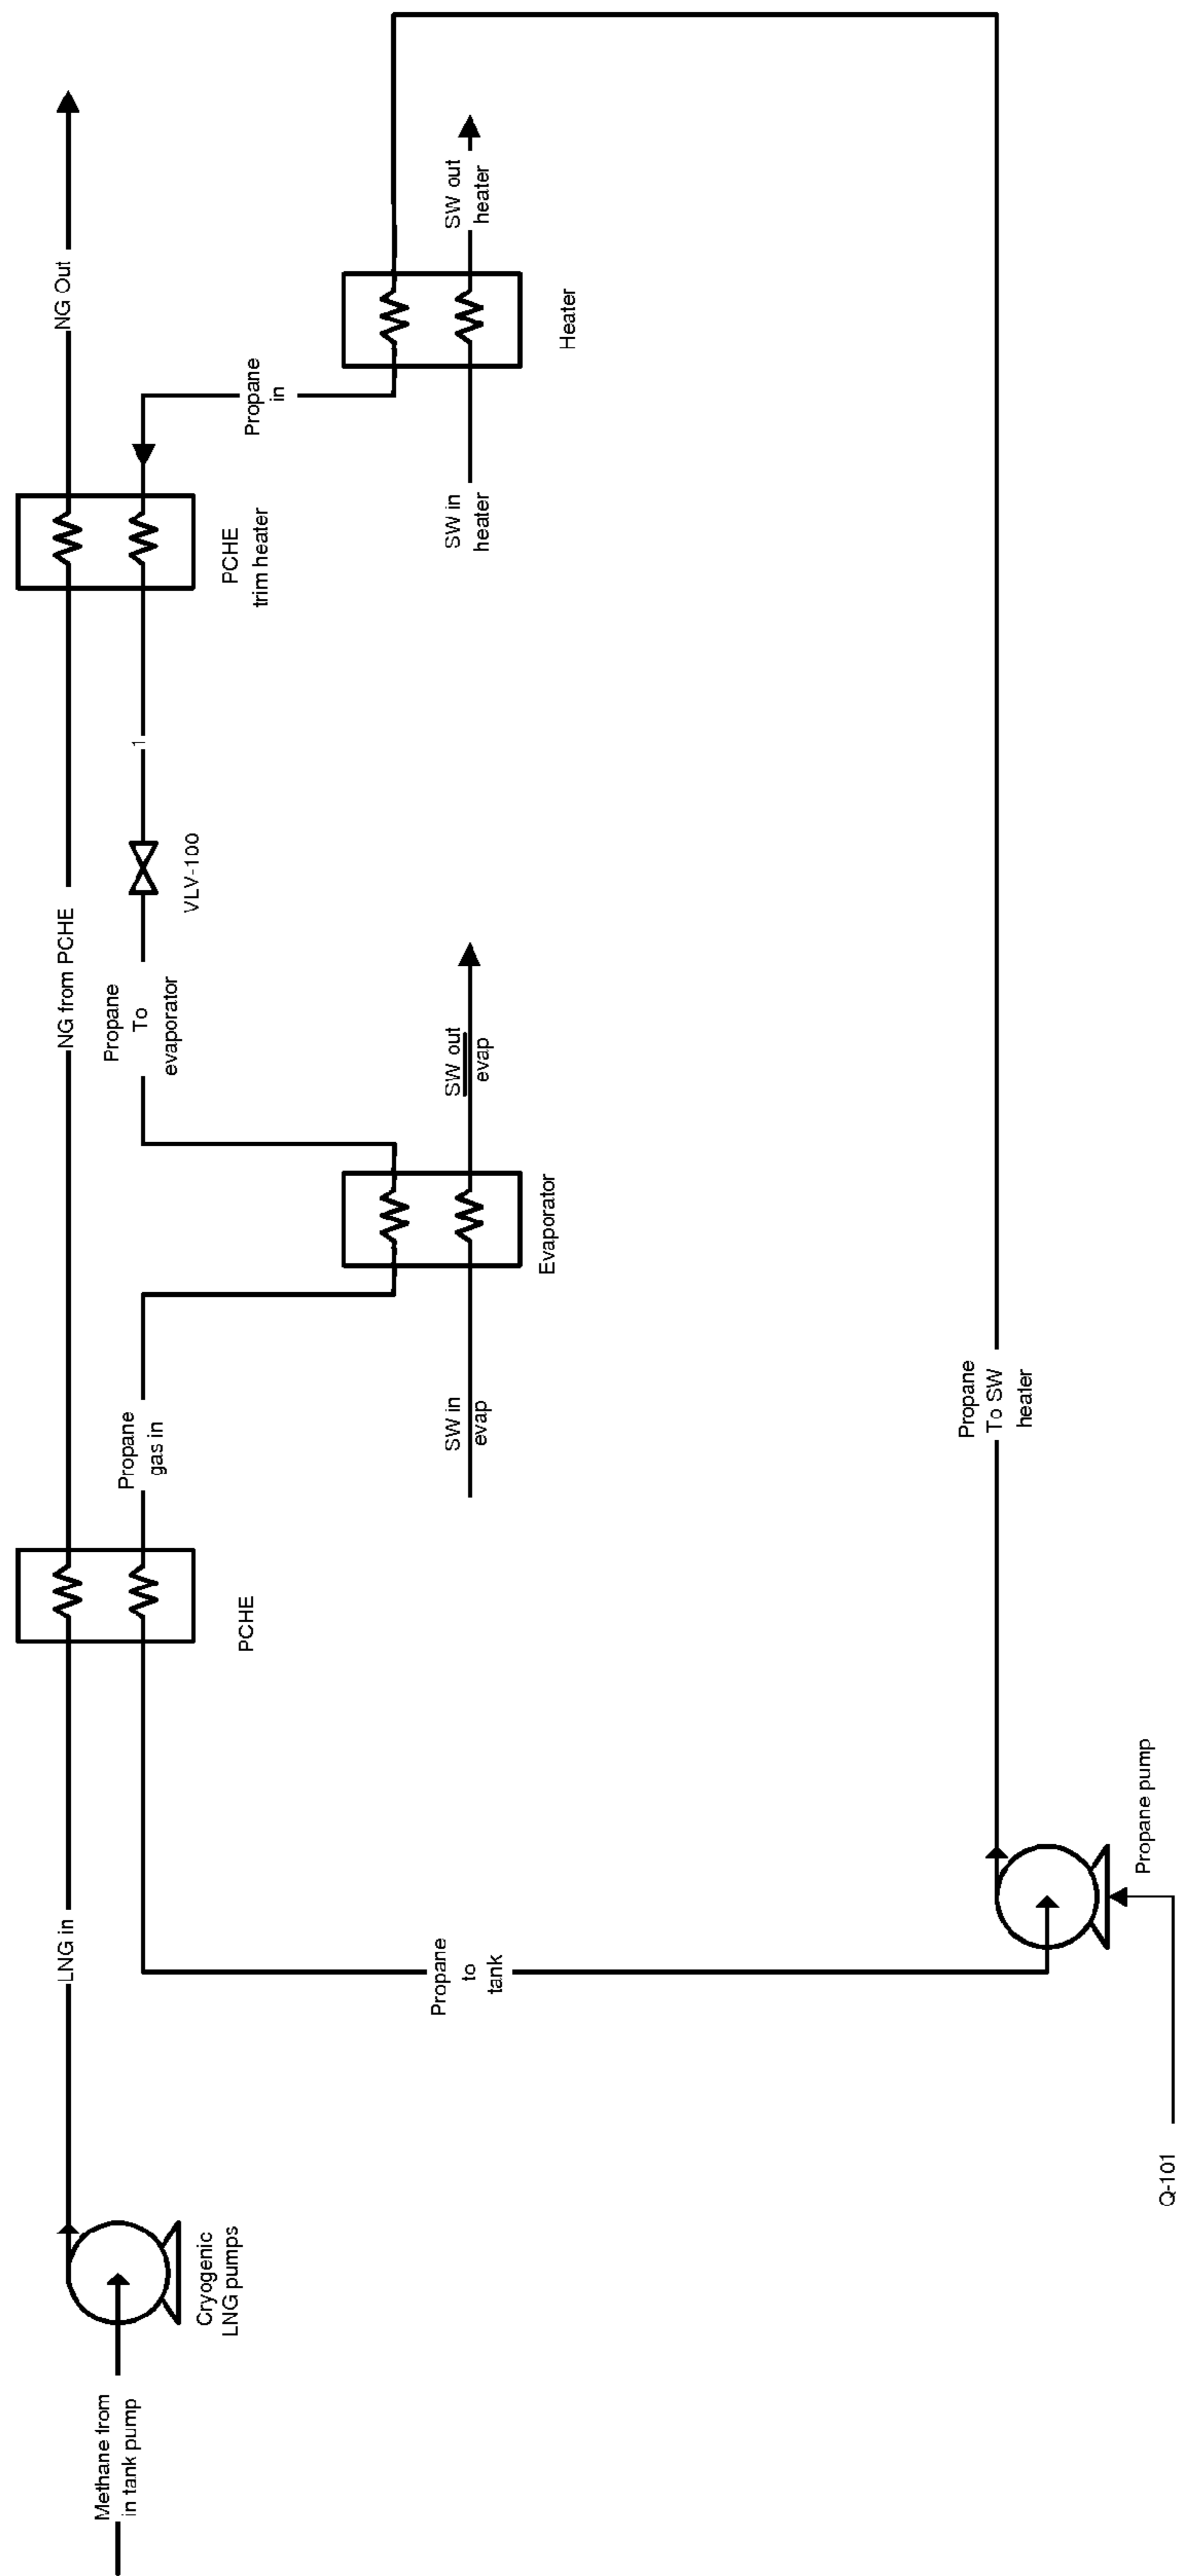 Methane from
in tank pump
Cryogenic
LNG pumps
LNG in
PCHE
NG from PCHE
PCHE
trim heater
NG Out
Propane
gas in
Propane
To
evaporator
VLV-100
1
Propane
in
SW in
evap
Evaporator
SW out
evap
SW in
heater
Heater
SW out
heater
Propane
to
tank
Propane
To SW
heater
Propane pump
Q-101